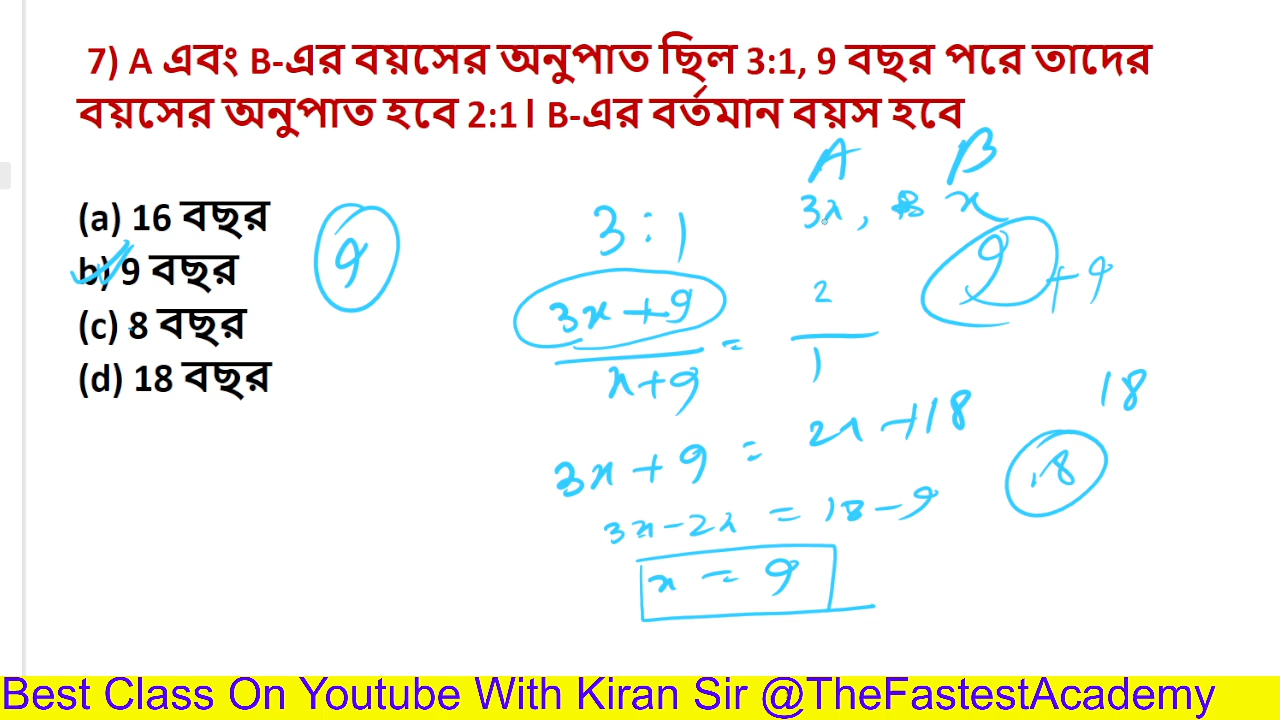 7) A এবং B-এর বয়সের অনুপাত ছিল 3:1, 9 বছর পরে তাদের
বয়সের অনুপাত হবে 2:1। B-এর বর্তমান বয়স হবে
A B
3x, x
(a) 16 বছর
b) 9 বছর
(c) 8 বছর
(d) 18 বছর
9
3:1
3x+9 / x+9 = 2 / 1
9 +9
18
3x + 9 = 2x + 18
18
3x - 2x = 18 - 9
x = 9
Best Class On Youtube With Kiran Sir @TheFastestAcademy